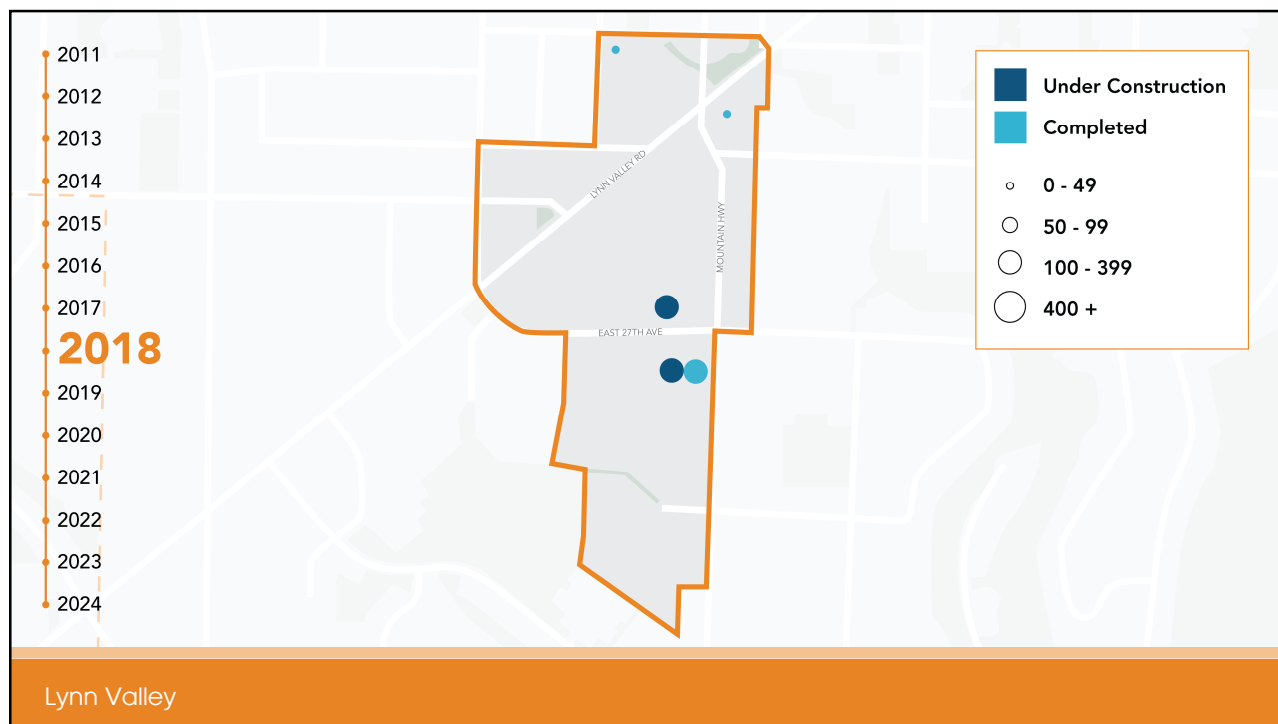 2011
2012
2013
2014
2015
2016
2017
2018
2019
2020
2021
2022
2023
2024
LYNN VALLEY RD
MOUNTAIN HWY
EAST 27TH AVE
Under Construction
Completed
0 - 49
50 - 99
100 - 399
400 +
Lynn Valley